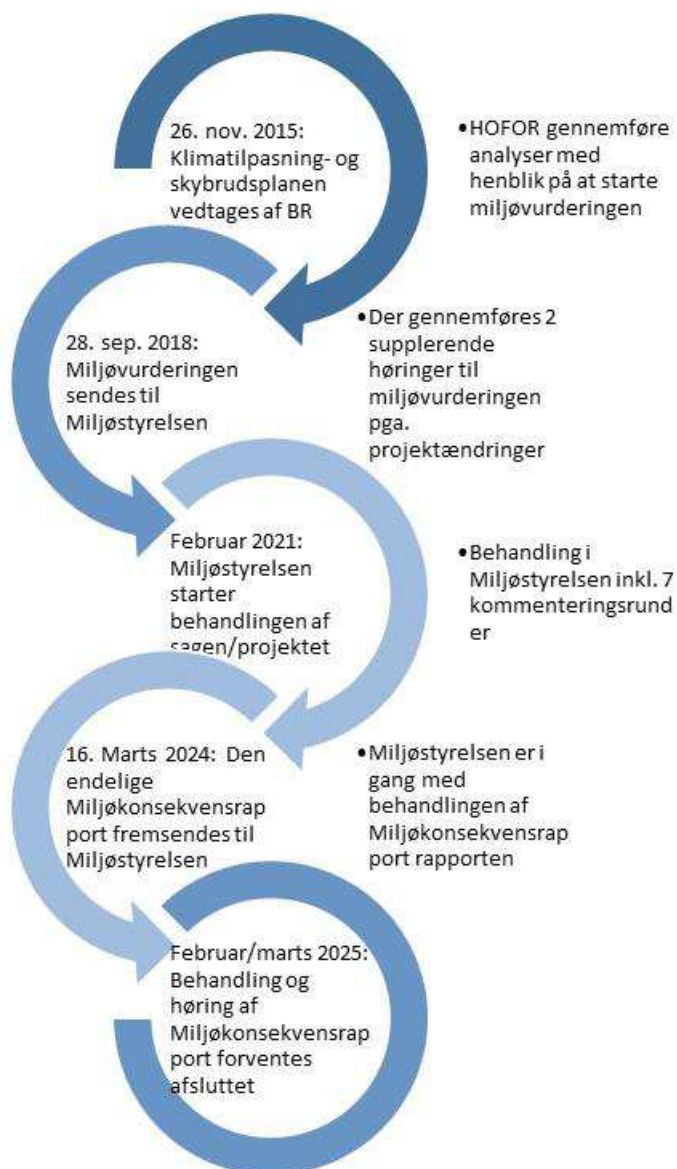 26. nov. 2015:
Klimatilpasning- og
skybrudsplanen
vedtages af BR
•HOFOR gennemføre
analyser med
henblik på at starte
miljøvurderingen
28. sep. 2018:
Miljøvurderingen
sendes til
Miljøstyrelsen
•Der gennemføres 2
supplerende
høringer til
miljøvurderingen
pga.
projektændringer
Februar 2021:
Miljøstyrelsen
starter
behandlingen af
sagen/projektet
•Behandling i
Miljøstyrelsen inkl. 7
kommenteringsrund
er
16. Marts 2024: Den
endelige
Miljøkonsekvensrap
port fremsendes til
Miljøstyrelsen
•Miljøstyrelsen er i
gang med
behandlingen af
Miljøkonsekvensrap
port rapporten
Februar/marts 2025:
Behandling og
høring af
Miljøkonsekvensrap
port forventes
afsluttet